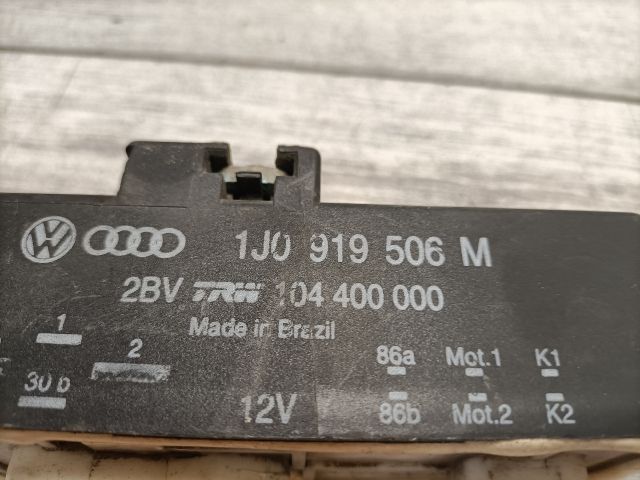 1J0 919 506 M
2BV TRW 104 400 000
Made in Brazil
1
2
86a Mot.1 K1
30 b
12V 86b Mot.2 K2